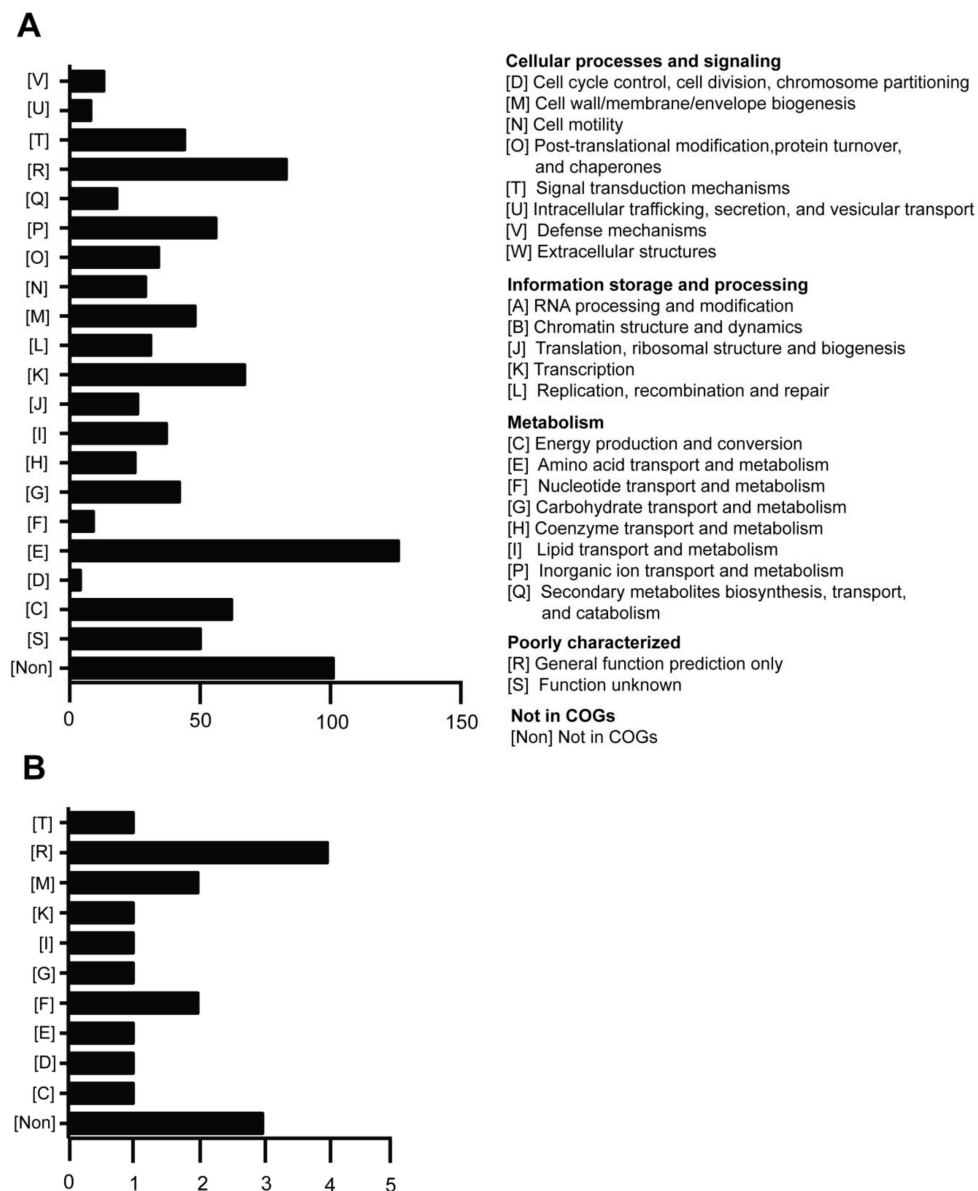 A
[V]
[U]
[T]
[R]
[Q]
[P]
[O]
[N]
[M]
[L]
[K]
[J]
[I]
[H]
[G]
[F]
[E]
[D]
[C]
[S]
[Non]
0 50 100 150
Cellular processes and signaling
[D] Cell cycle control, cell division, chromosome partitioning
[M] Cell wall/membrane/envelope biogenesis
[N] Cell motility
[O] Post-translational modification,protein turnover,
and chaperones
[T] Signal transduction mechanisms
[U] Intracellular trafficking, secretion, and vesicular transport
[V] Defense mechanisms
[W] Extracellular structures
Information storage and processing
[A] RNA processing and modification
[B] Chromatin structure and dynamics
[J] Translation, ribosomal structure and biogenesis
[K] Transcription
[L] Replication, recombination and repair
Metabolism
[C] Energy production and conversion
[E] Amino acid transport and metabolism
[F] Nucleotide transport and metabolism
[G] Carbohydrate transport and metabolism
[H] Coenzyme transport and metabolism
[I] Lipid transport and metabolism
[P] Inorganic ion transport and metabolism
[Q] Secondary metabolites biosynthesis, transport,
and catabolism
Poorly characterized
[R] General function prediction only
[S] Function unknown
Not in COGs
[Non] Not in COGs
B
[T]
[R]
[M]
[K]
[I]
[G]
[F]
[E]
[D]
[C]
[Non]
0 1 2 3 4 5